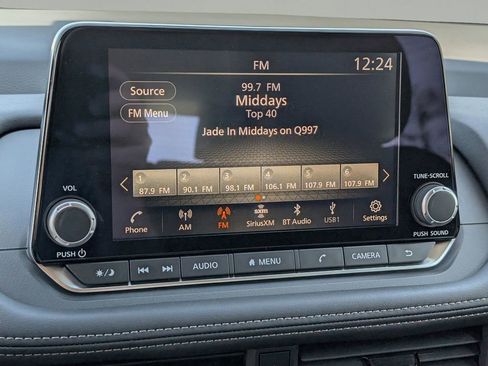 FM
12:24
Source
FM Menu
99.7 FM
Middays
Top 40
Jade In Middays on Q997
1 2 3 4 5 6
87.9 FM 90.1 FM 98.1 FM 106.1 FM 107.9 FM 107.9 FM
Phone AM FM SiriusXM BT Audio USB1 Settings
sxm
VOL
PUSH
TUNE·SCROLL
PUSH SOUND
AUDIO MENU CAMERA